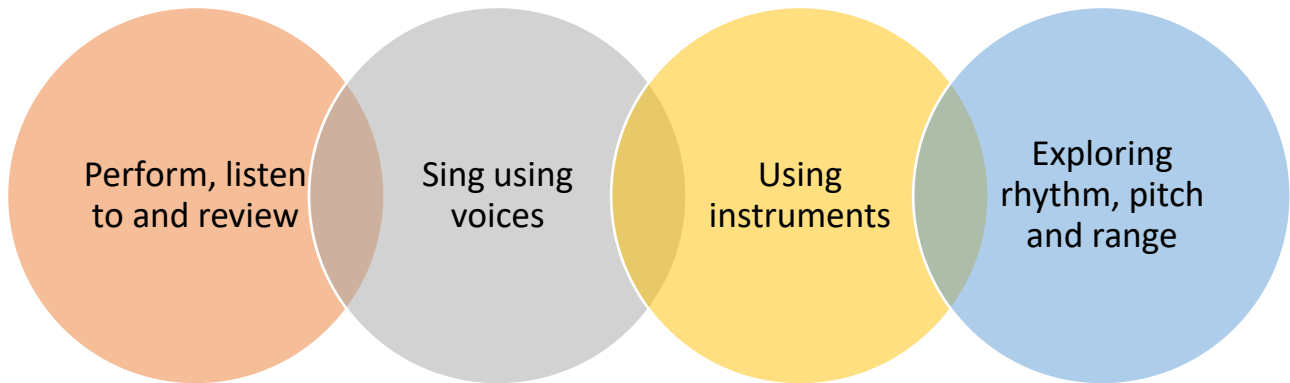 Perform, listen
to and review
Sing using
voices
Using
instruments
Exploring
rhythm, pitch
and range